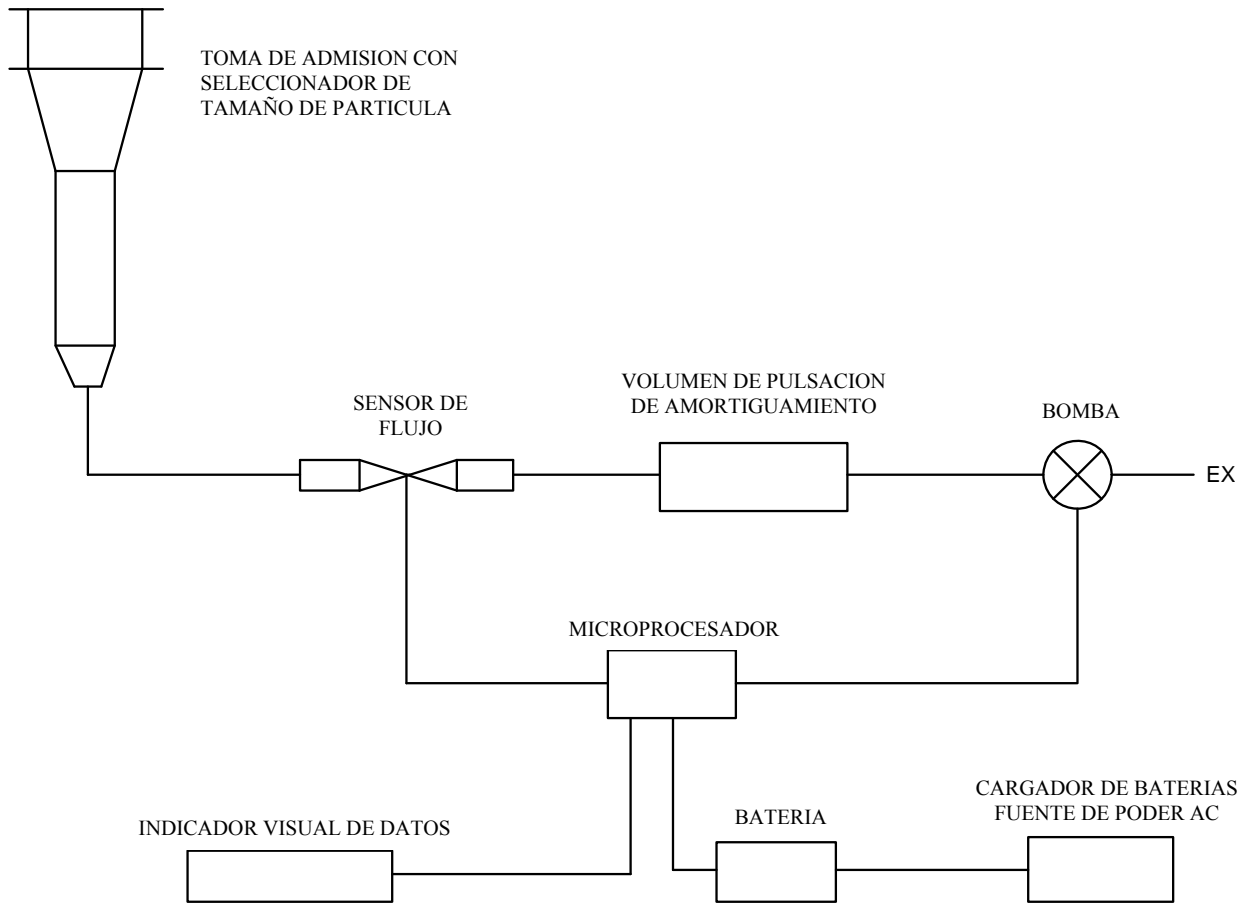 TOMA DE ADMISION CON
SELECCIONADOR DE
TAMAÑO DE PARTICULA
VOLUMEN DE PULSACION
DE AMORTIGUAMIENTO
SENSOR DE
FLUJO
BOMBA
EX
MICROPROCESADOR
CARGADOR DE BATERIAS
FUENTE DE PODER AC
BATERIA
INDICADOR VISUAL DE DATOS